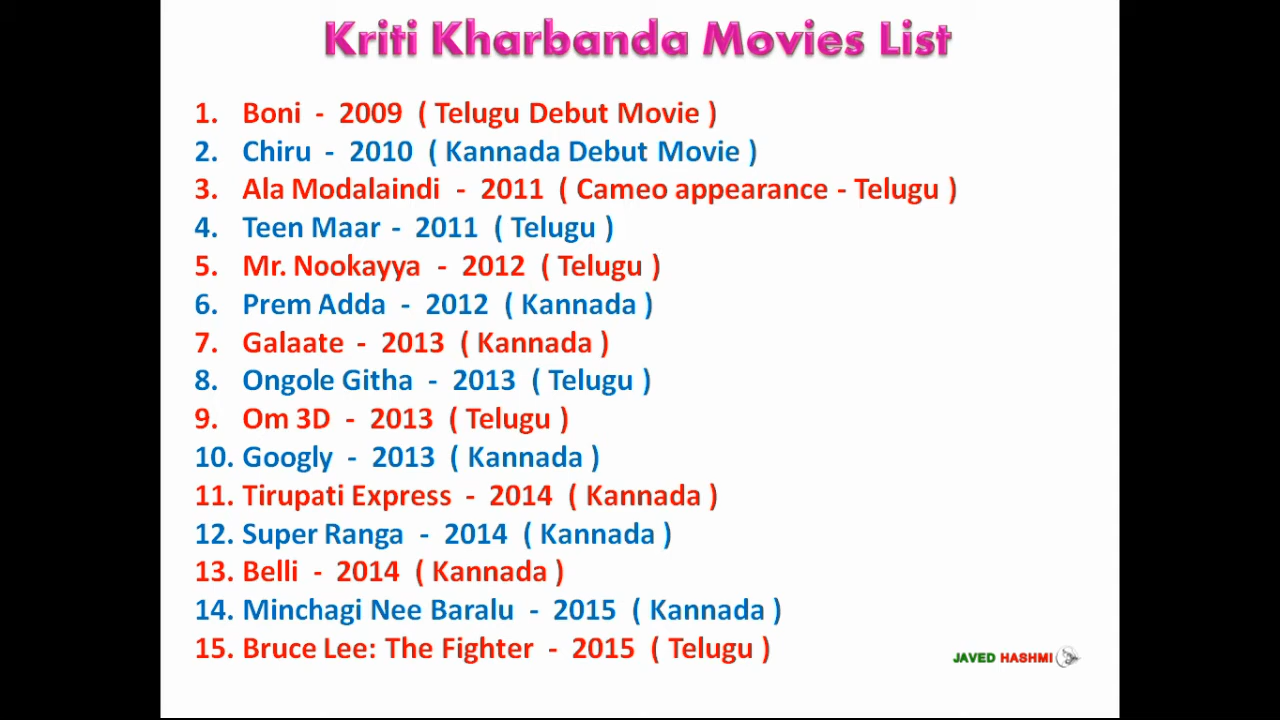 Kriti Kharbanda Movies List
1. Boni - 2009 ( Telugu Debut Movie )
2. Chiru - 2010 ( Kannada Debut Movie )
3. Ala Modalaindi - 2011 ( Cameo appearance - Telugu )
4. Teen Maar - 2011 ( Telugu )
5. Mr. Nookayya - 2012 ( Telugu )
6. Prem Adda - 2012 ( Kannada )
7. Galaate - 2013 ( Kannada )
8. Ongole Githa - 2013 ( Telugu )
9. Om 3D - 2013 ( Telugu )
10. Googly - 2013 ( Kannada )
11. Tirupati Express - 2014 ( Kannada )
12. Super Ranga - 2014 ( Kannada )
13. Belli - 2014 ( Kannada )
14. Minchagi Nee Baralu - 2015 ( Kannada )
15. Bruce Lee: The Fighter - 2015 ( Telugu )
JAVED HASHMI